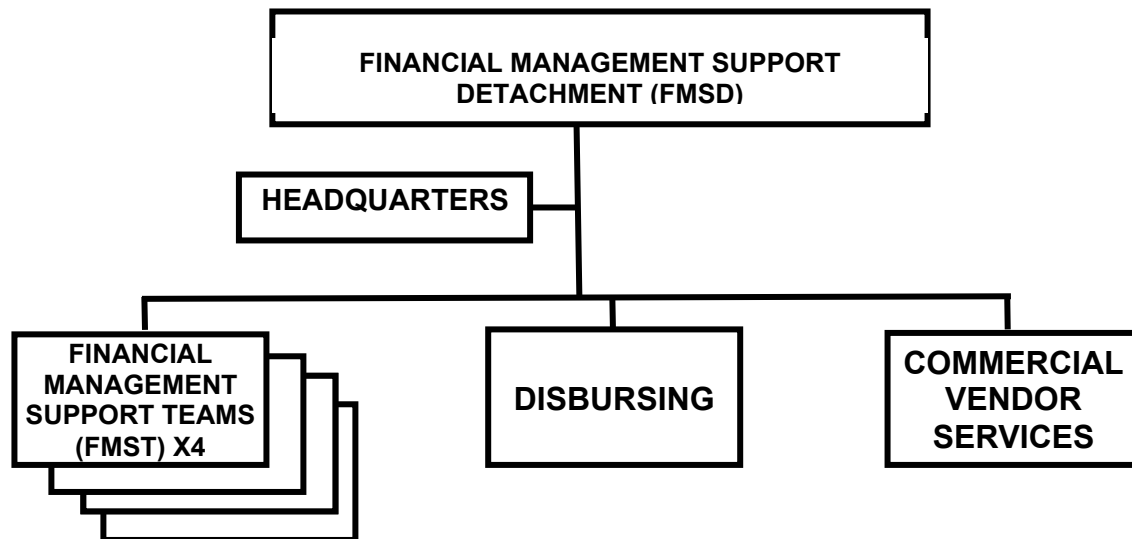 FINANCIAL MANAGEMENT SUPPORT
DETACHMENT (FMSD)
HEADQUARTERS
FINANCIAL
MANAGEMENT
SUPPORT TEAMS
(FMST) X4
DISBURSING
COMMERCIAL
VENDOR
SERVICES